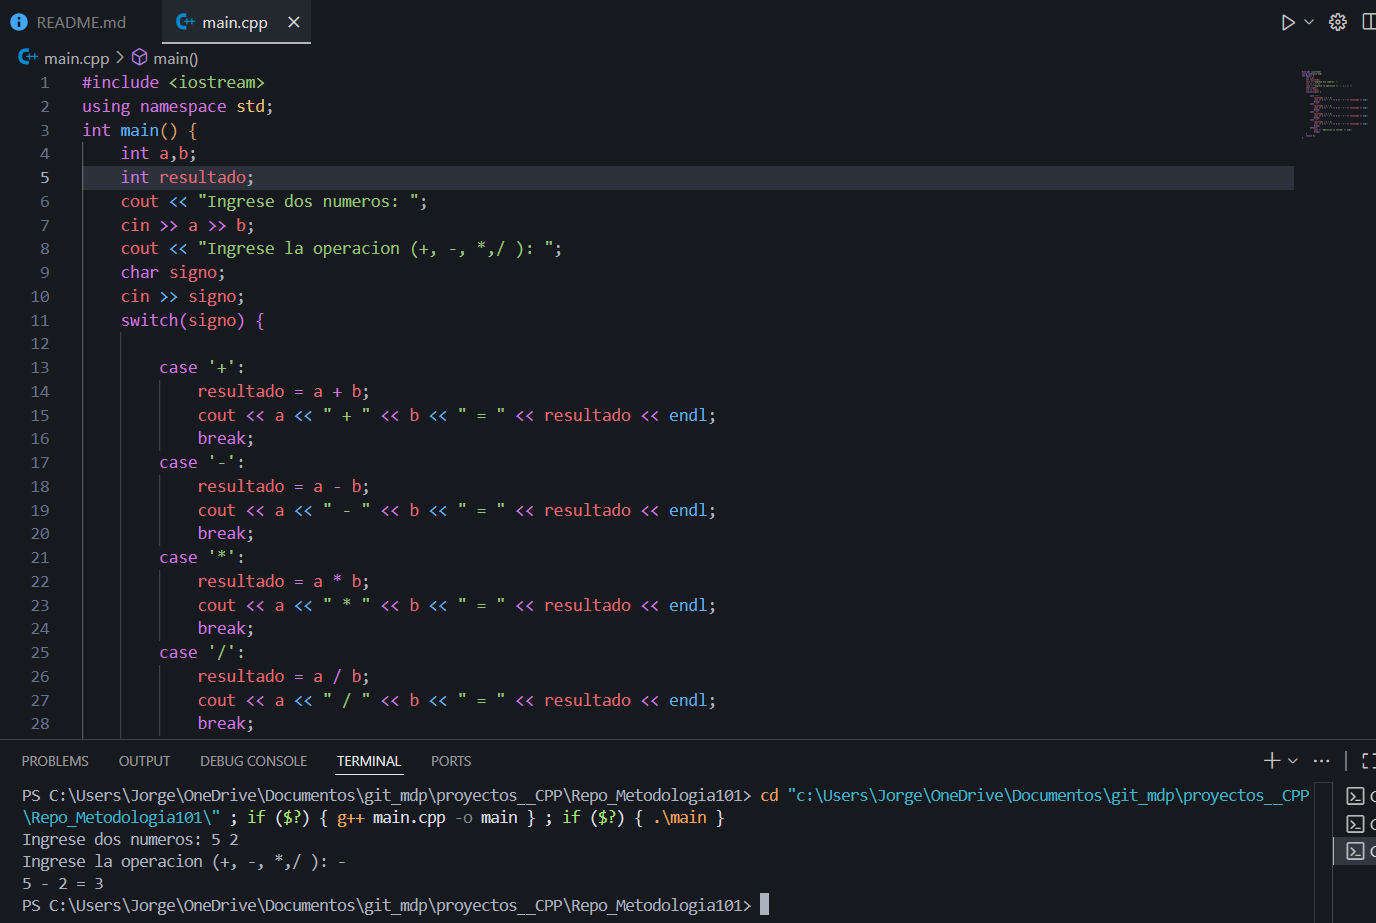 README.md
main.cpp
main.cpp > main()
1 #include <iostream>
2 using namespace std;
3 int main() {
4 int a,b;
5 int resultado;
6 cout << "Ingrese dos numeros: ";
7 cin >> a >> b;
8 cout << "Ingrese la operacion (+, -, *,/ ): ";
9 char signo;
10 cin >> signo;
11 switch(signo) {
12
13 case '+':
14 resultado = a + b;
15 cout << a << " + " << b << " = " << resultado << endl;
16 break;
17 case '-':
18 resultado = a - b;
19 cout << a << " - " << b << " = " << resultado << endl;
20 break;
21 case '*':
22 resultado = a * b;
23 cout << a << " * " << b << " = " << resultado << endl;
24 break;
25 case '/':
26 resultado = a / b;
27 cout << a << " / " << b << " = " << resultado << endl;
28 break;
PROBLEMS OUTPUT DEBUG CONSOLE TERMINAL PORTS
PS C:\Users\Jorge\OneDrive\Documentos\git_mdp\proyectos__CPP\Repo_Metodologia101> cd "c:\Users\Jorge\OneDrive\Documentos\git_mdp\proyectos__CPP
\Repo_Metodologia101\" ; if ($?) { g++ main.cpp -o main } ; if ($?) { .\main }
Ingrese dos numeros: 5 2
Ingrese la operacion (+, -, *,/ ): -
5 - 2 = 3
PS C:\Users\Jorge\OneDrive\Documentos\git_mdp\proyectos__CPP\Repo_Metodologia101>